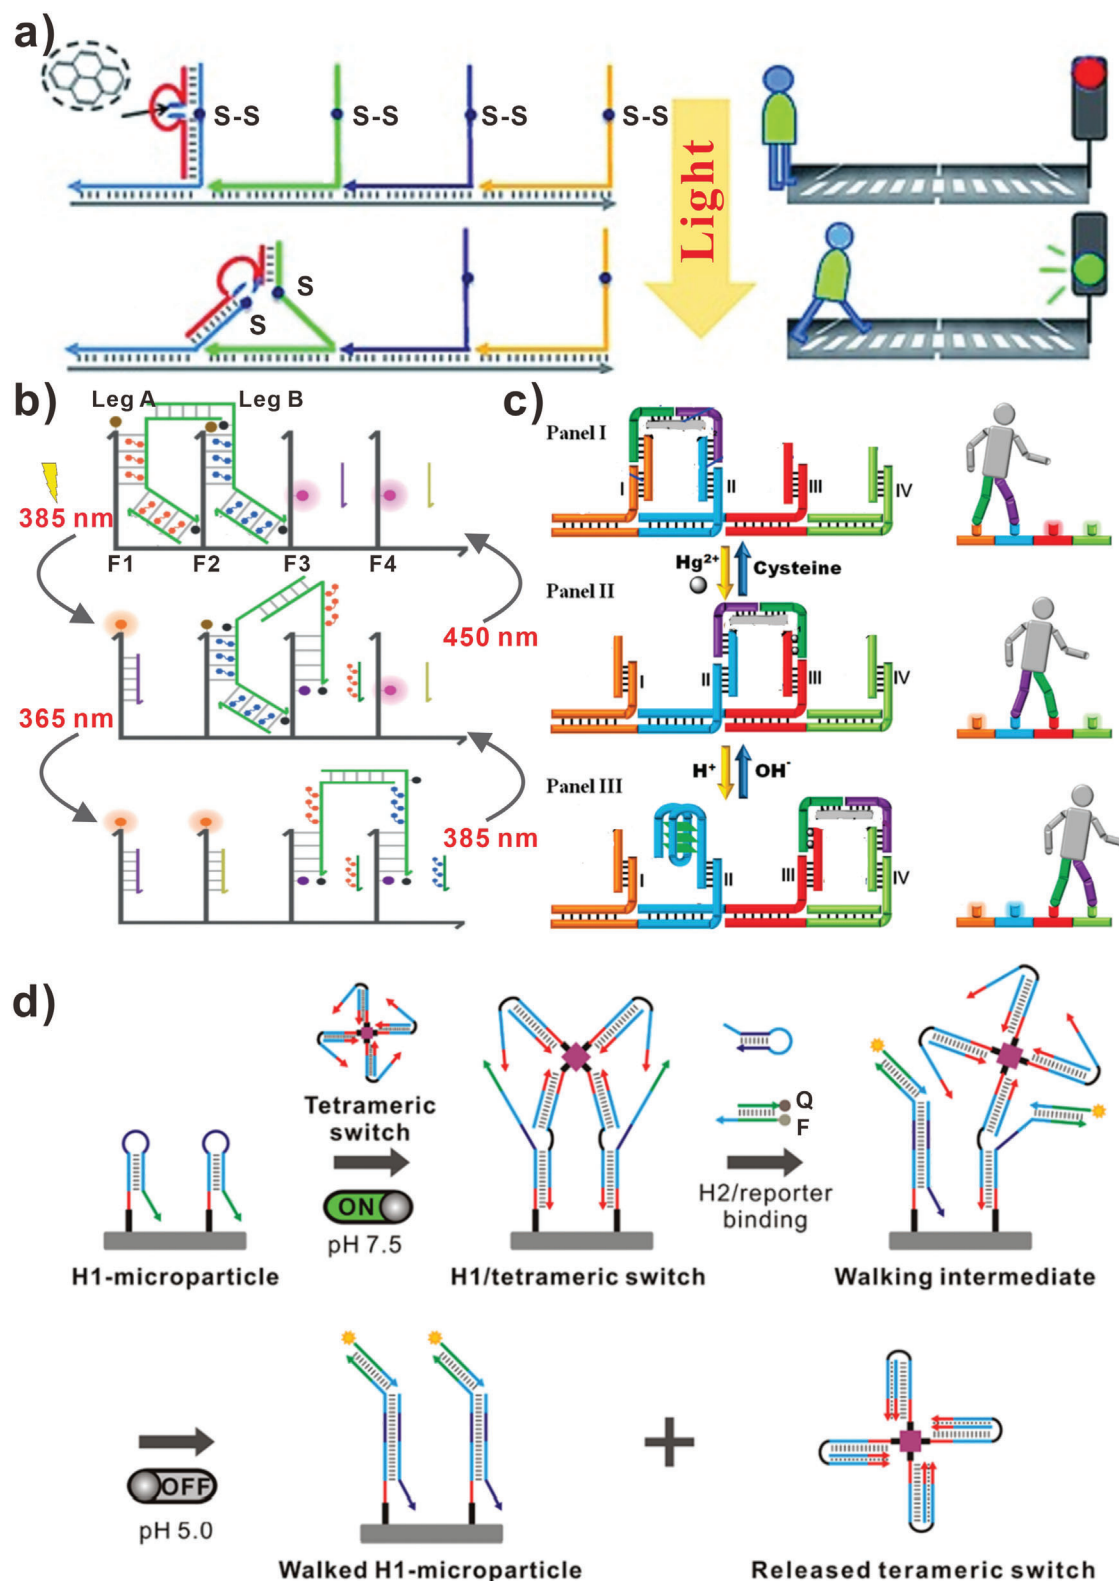 a)
S-S
S-S
S-S
S-S
Light
S
S
b)
Leg A
Leg B
385 nm
F1
F2
F3
F4
450 nm
365 nm
385 nm
c)
Panel I
I
II
III
IV
Hg2+
Cysteine
Panel II
I
II
III
IV
H+
OH-
Panel III
I
II
III
IV
d)
Tetrameric
switch
ON
pH 7.5
H1-microparticle
H1/tetrameric switch
Q
F
H2/reporter
binding
Walking intermediate
OFF
pH 5.0
Walked H1-microparticle
+
Released terameric switch